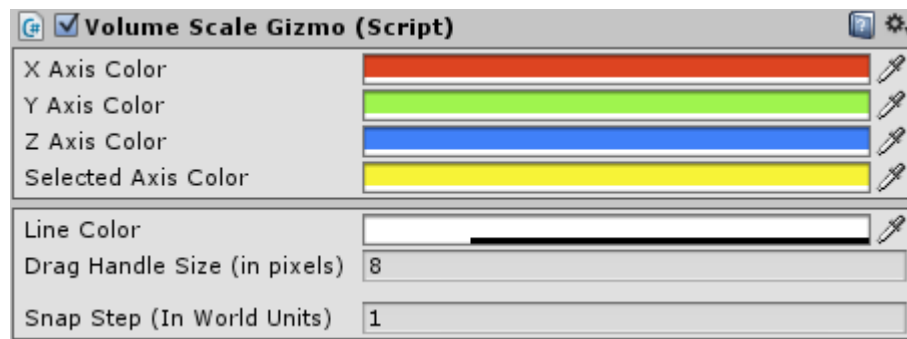 C# Volume Scale Gizmo (Script)
X Axis Color
Y Axis Color
Z Axis Color
Selected Axis Color
Line Color
Drag Handle Size (in pixels) 8
Snap Step (In World Units) 1